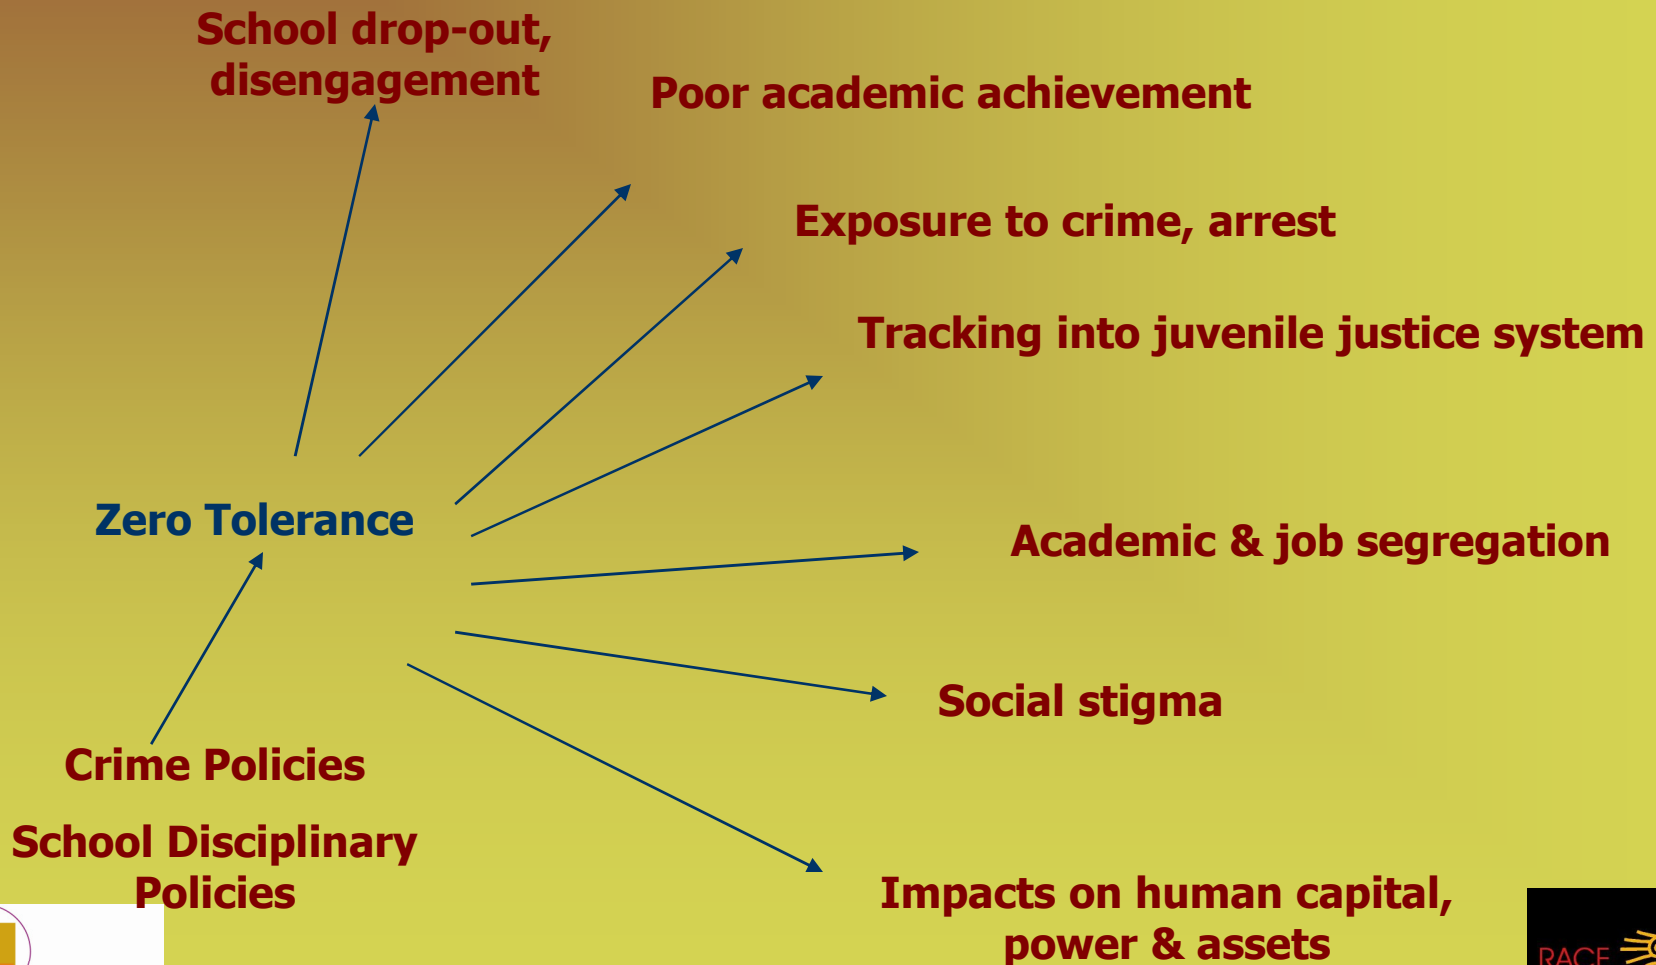 School drop-out,
disengagement
Poor academic achievement
Exposure to crime, arrest
Tracking into juvenile justice system
Zero Tolerance
Academic & job segregation
Social stigma
Crime Policies
School Disciplinary
Policies
Impacts on human capital,
power & assets
RACE